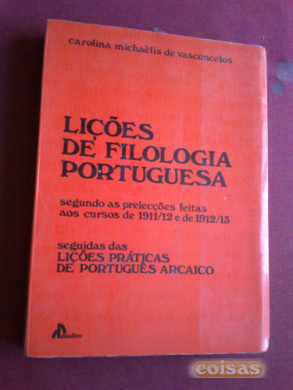 carolina michaëlis de vasconcelos
LIÇÕES
DE FILOLOGIA
PORTUGUESA
segundo as prelecções feitas
aos cursos de 1911/12 e de 1912/13
seguidas das
LIÇÕES PRÁTICAS
DE PORTUGUÊS ARCAICO
coisas